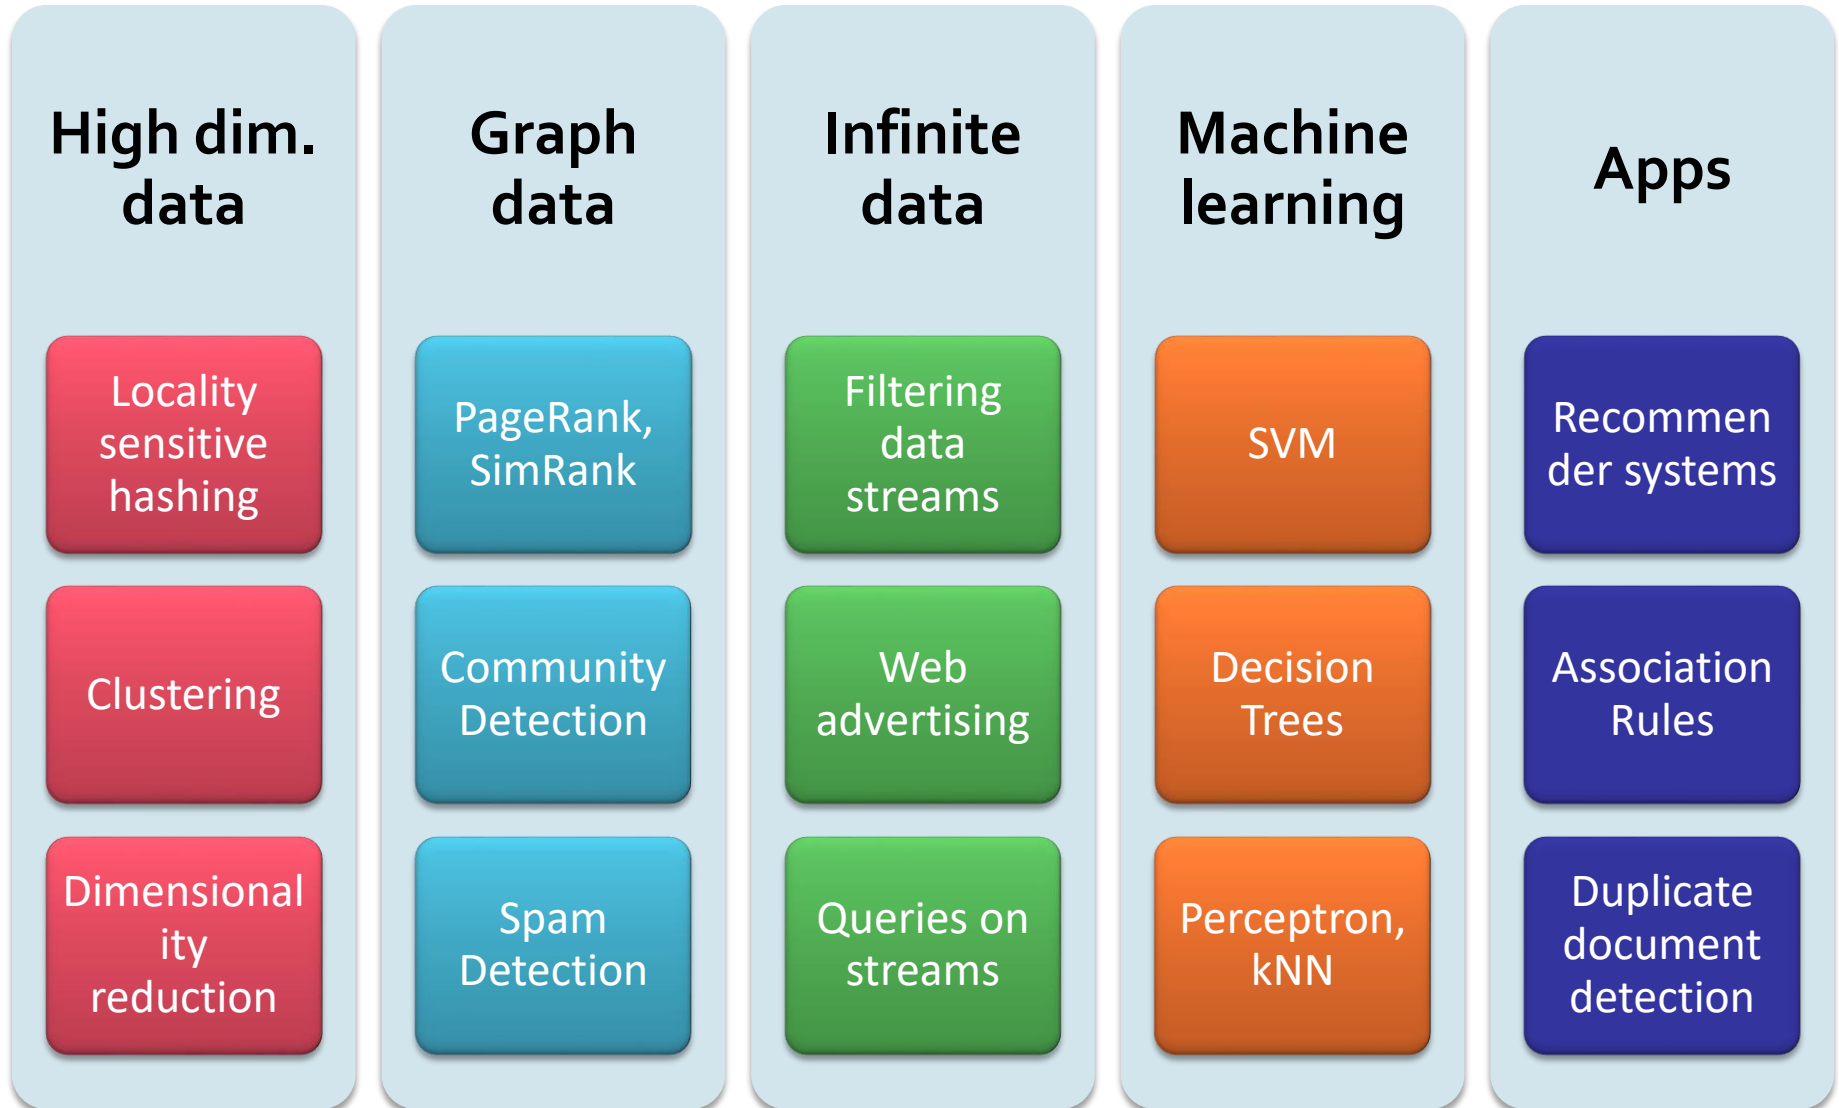 High dim.
data
Locality
sensitive
hashing
Clustering
Dimensional
ity
reduction
Graph
data
PageRank,
SimRank
Community
Detection
Spam
Detection
Infinite
data
Filtering
data
streams
Web
advertising
Queries on
streams
Machine
learning
SVM
Decision
Trees
Perceptron,
kNN
Apps
Recommen
der systems
Association
Rules
Duplicate
document
detection